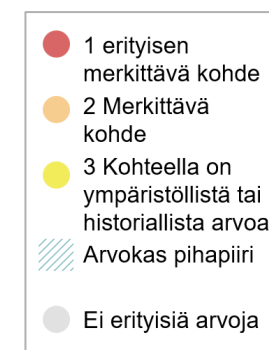 1 erityisen
merkittävä kohde
2 Merkittävä
kohde
3 Kohteella on
ympäristöllistä tai
historiallista arvoa
Arvokas pihapiiri
Ei erityisiä arvoja